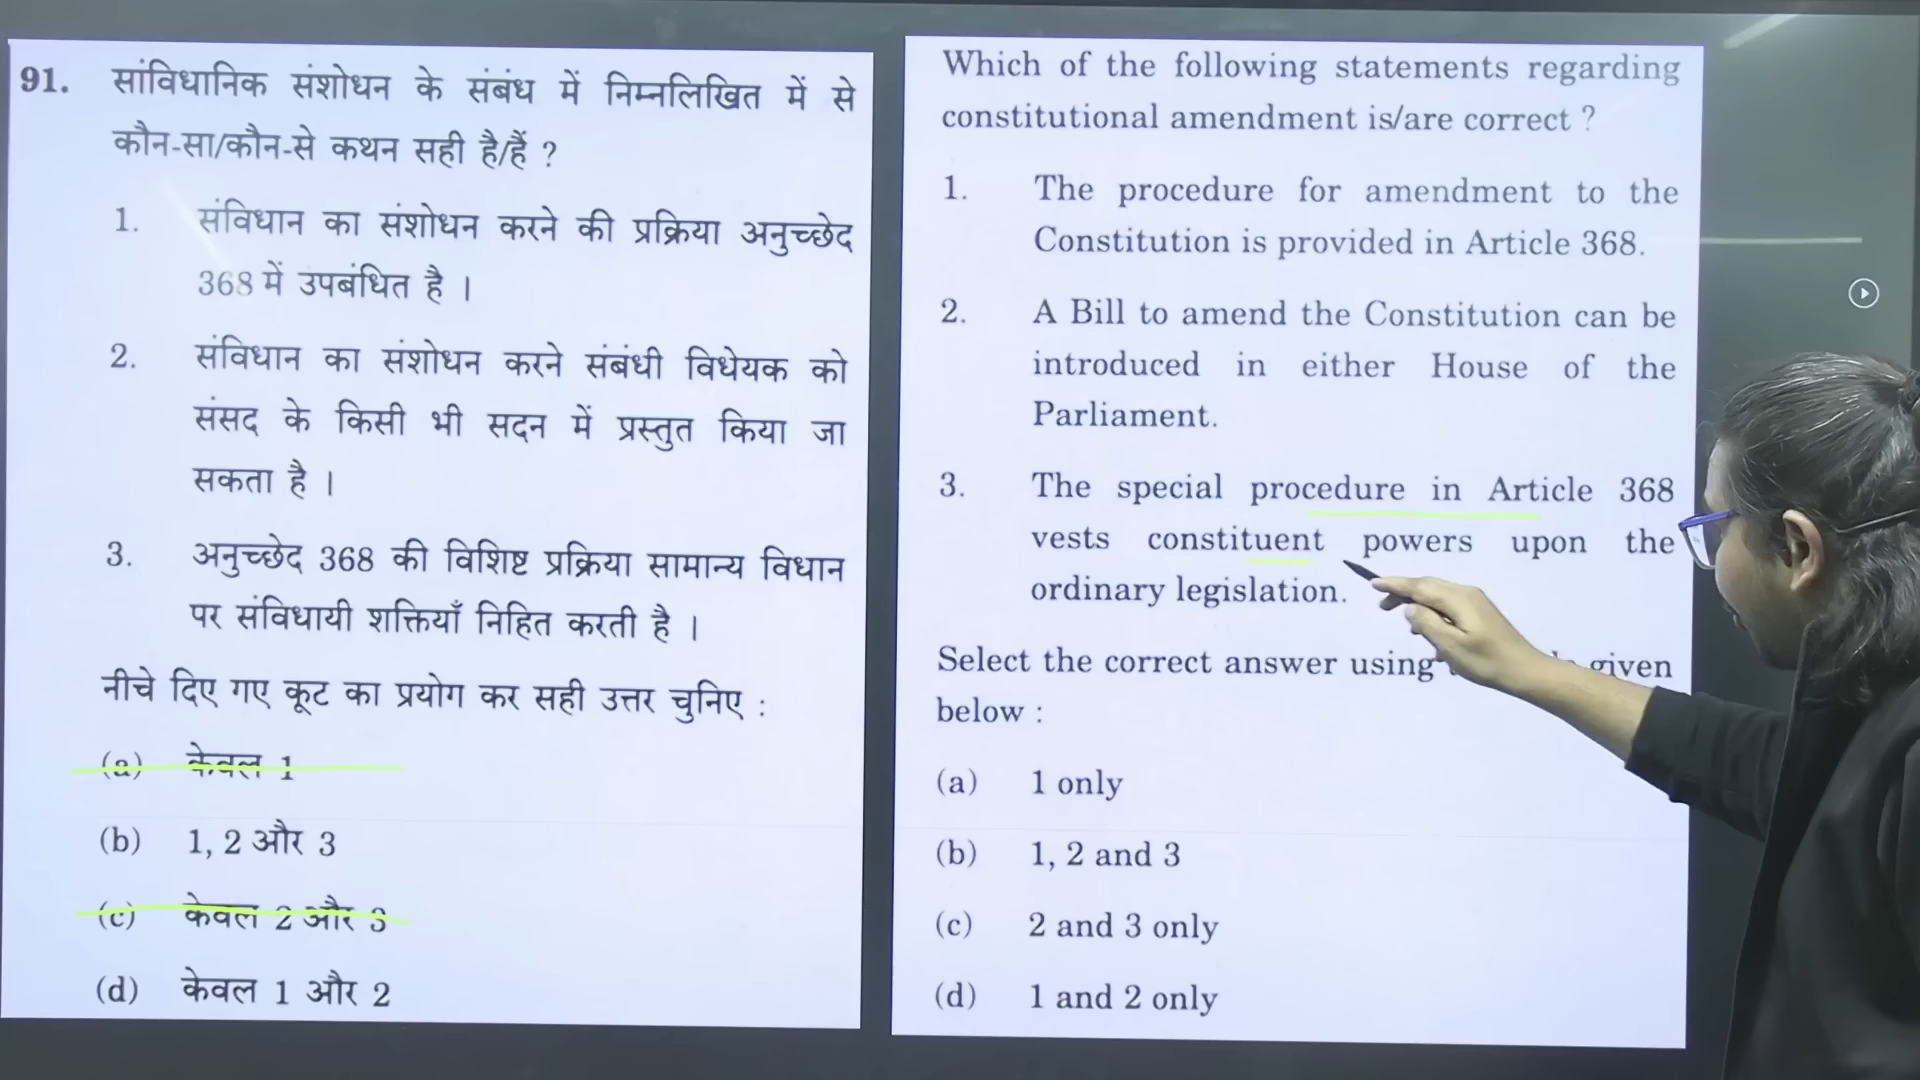 91. सांविधानिक संशोधन के संबंध में निम्नलिखित में से
कौन-सा/कौन-से कथन सही है/हैं ?
1. संविधान का संशोधन करने की प्रक्रिया अनुच्छेद
368 में उपबंधित है ।
2. संविधान का संशोधन करने संबंधी विधेयक को
संसद के किसी भी सदन में प्रस्तुत किया जा
सकता है ।
3. अनुच्छेद 368 की विशिष्ट प्रक्रिया सामान्य विधान
पर संविधायी शक्तियाँ निहित करती है ।
नीचे दिए गए कूट का प्रयोग कर सही उत्तर चुनिए :
(a) केवल 1
(b) 1, 2 और 3
(c) केवल 2 और 3
(d) केवल 1 और 2
Which of the following statements regarding
constitutional amendment is/are correct ?
1. The procedure for amendment to the
Constitution is provided in Article 368.
2. A Bill to amend the Constitution can be
introduced in either House of the
Parliament.
3. The special procedure in Article 368
vests constituent powers upon the
ordinary legislation.
Select the correct answer using given
below :
(a) 1 only
(b) 1, 2 and 3
(c) 2 and 3 only
(d) 1 and 2 only